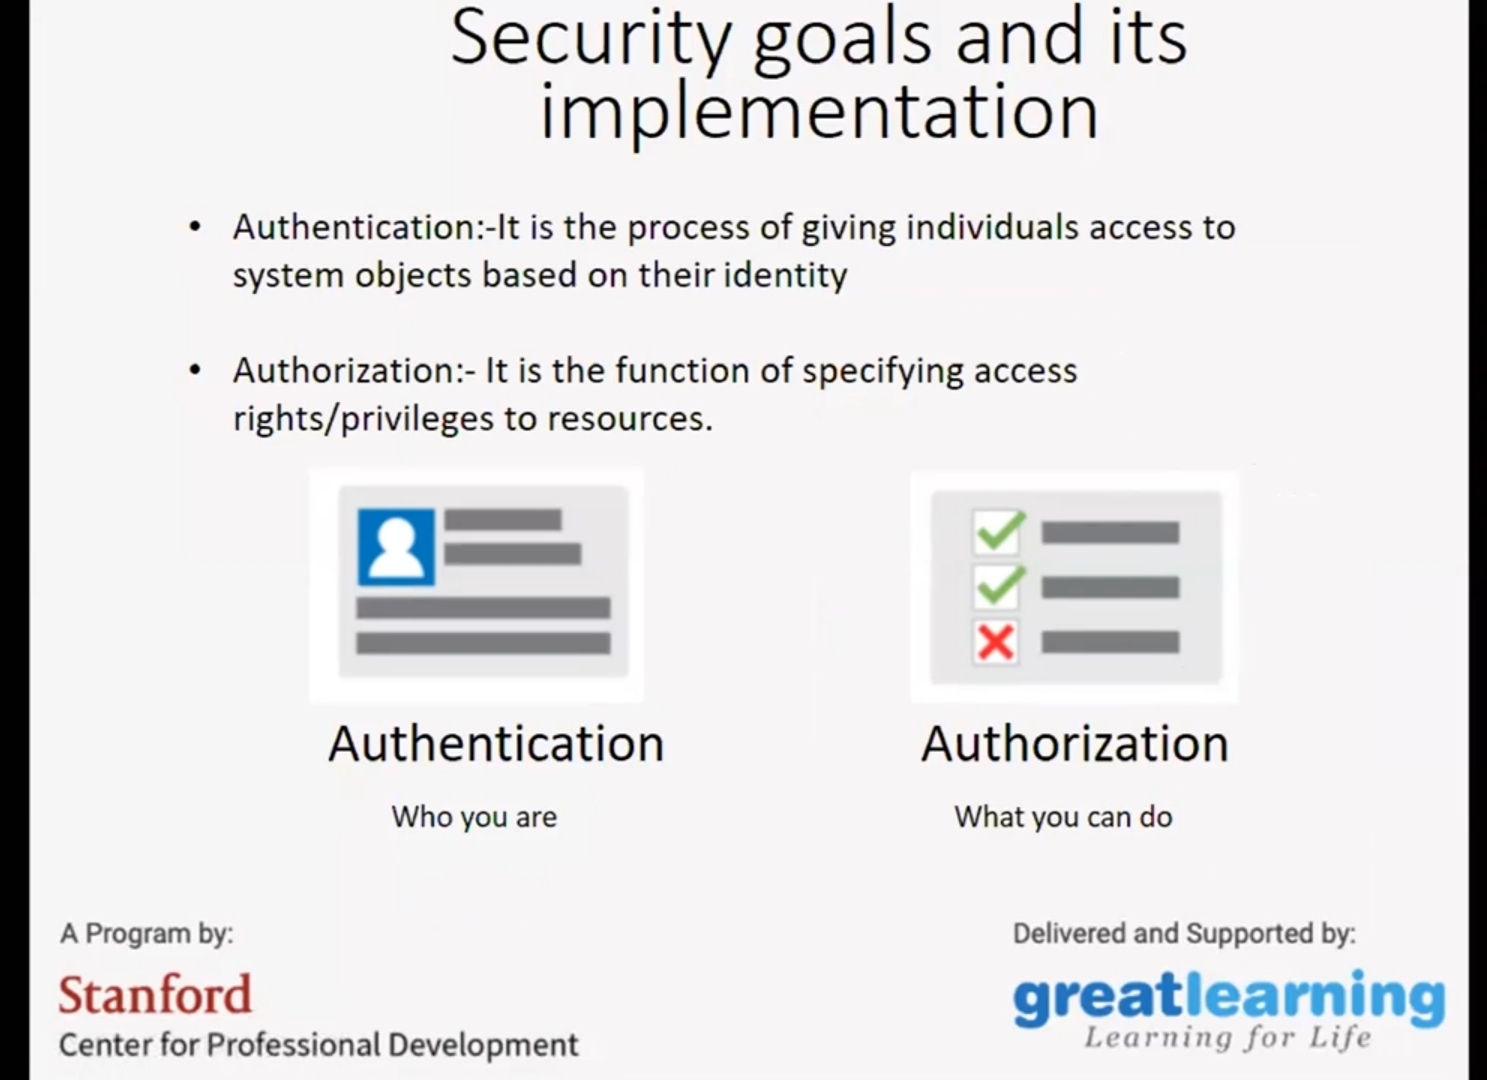 Security goals and its
implementation
• Authentication:-It is the process of giving individuals access to
system objects based on their identity
• Authorization:- It is the function of specifying access
rights/privileges to resources.
Authentication
Authorization
Who you are
What you can do
A Program by:
Stanford
Center for Professional Development
Delivered and Supported by:
greatlearning
Learning for Life